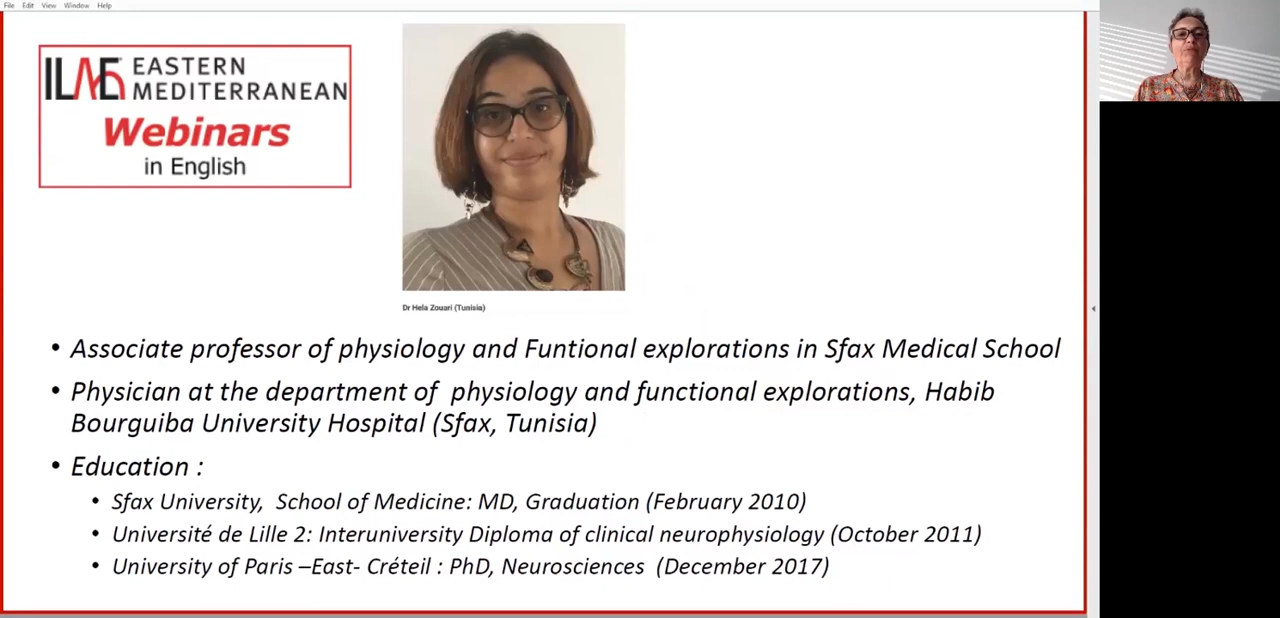 File Edit View Window Help
ILAE EASTERN
MEDITERRANEAN
Webinars
in English
Dr Hela Zouari (Tunisia)
• Associate professor of physiology and Funtional explorations in Sfax Medical School
• Physician at the department of physiology and functional explorations, Habib
Bourguiba University Hospital (Sfax, Tunisia)
• Education :
• Sfax University, School of Medicine: MD, Graduation (February 2010)
• Université de Lille 2: Interuniversity Diploma of clinical neurophysiology (October 2011)
• University of Paris –East- Créteil : PhD, Neurosciences (December 2017)